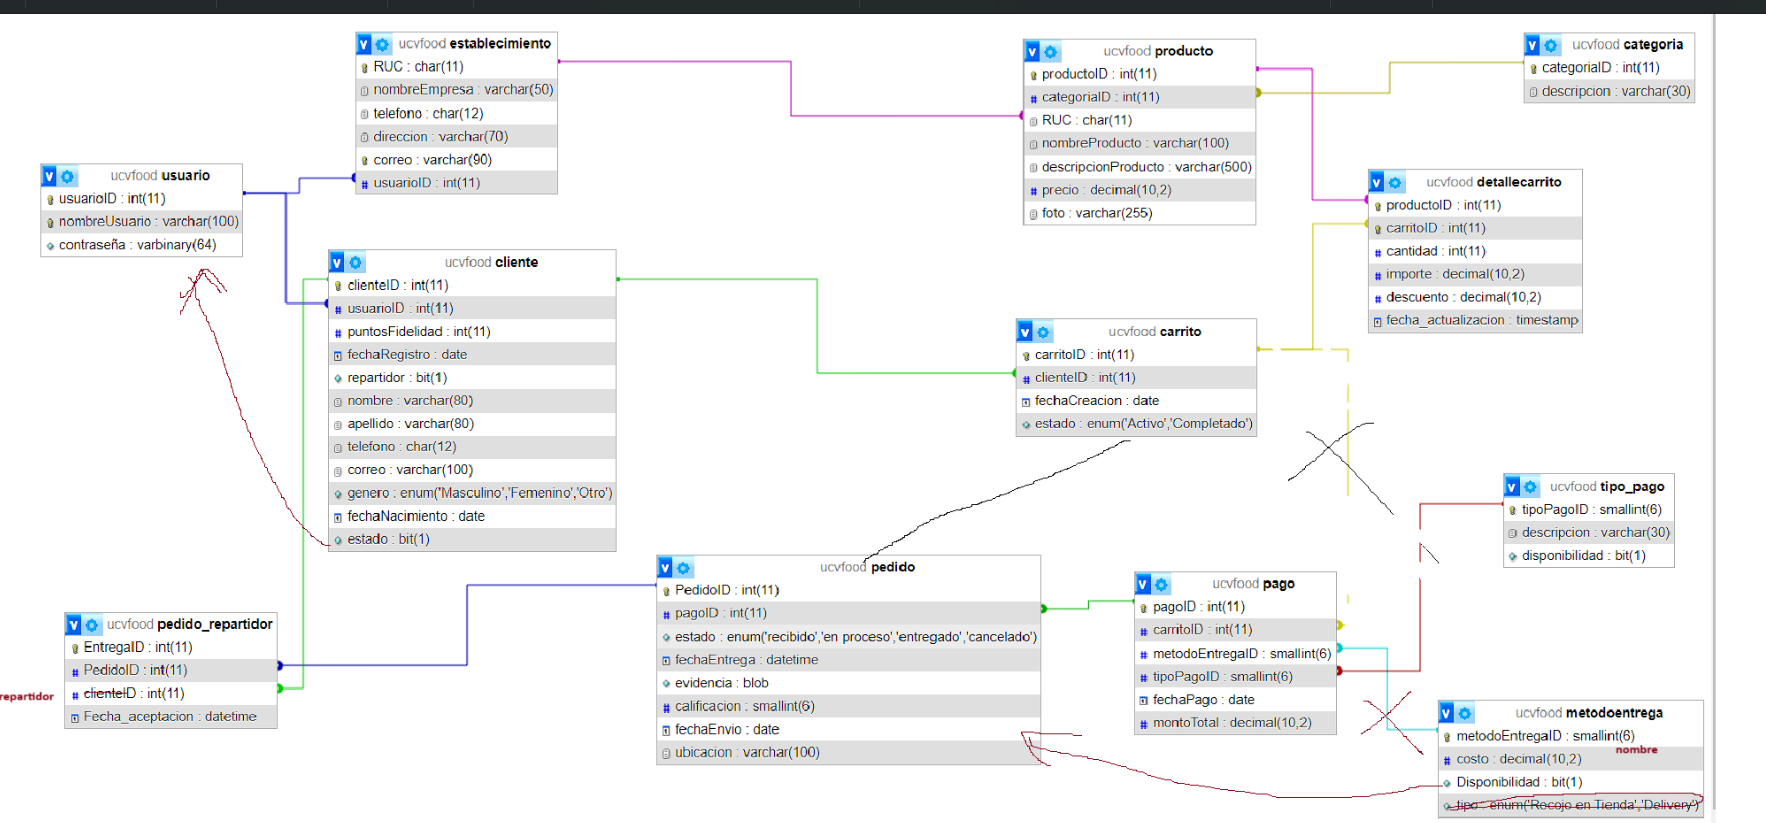 ucvfood establecimiento
RUC : char(11)
nombreEmpresa : varchar(50)
telefono : char(12)
direccion : varchar(70)
correo : varchar(90)
usuarioID : int(11)
ucvfood producto
productoID : int(11)
categoriaID : int(11)
RUC : char(11)
nombreProducto : varchar(100)
descripcionProducto : varchar(500)
precio : decimal(10,2)
foto : varchar(255)
ucvfood categoria
categoriaID : int(11)
descripcion : varchar(30)
ucvfood usuario
usuarioID : int(11)
nombreUsuario : varchar(100)
contraseña : varbinary(64)
ucvfood detallecarrito
productoID : int(11)
carritoID : int(11)
cantidad : int(11)
importe : decimal(10,2)
descuento : decimal(10,2)
fecha_actualizacion : timestamp
ucvfood cliente
clienteID : int(11)
usuarioID : int(11)
puntosFidelidad : int(11)
fechaRegistro : date
repartidor : bit(1)
nombre : varchar(80)
apellido : varchar(80)
telefono : char(12)
correo : varchar(100)
genero : enum('Masculino','Femenino','Otro')
fechaNacimiento : date
estado : bit(1)
ucvfood carrito
carritoID : int(11)
clienteID : int(11)
fechaCreacion : date
estado : enum('Activo','Completado')
ucvfood tipo_pago
tipoPagoID : smallint(6)
descripcion : varchar(30)
disponibilidad : bit(1)
ucvfood pedido
PedidoID : int(11)
pagoID : int(11)
estado : enum('recibido','en proceso','entregado','cancelado')
fechaEntrega : datetime
evidencia : blob
calificacion : smallint(6)
fechaEnvio : date
ubicacion : varchar(100)
ucvfood pago
pagoID : int(11)
carritoID : int(11)
metodoEntregaID : smallint(6)
tipoPagoID : smallint(6)
fechaPago : date
montoTotal : decimal(10,2)
ucvfood pedido_repartidor
EntregaID : int(11)
PedidoID : int(11)
repartidor clienteID : int(11)
Fecha_aceptacion : datetime
ucvfood metodoentrega
metodoEntregaID : smallint(6)
nombre
costo : decimal(10,2)
Disponibilidad : bit(1)
tipo : enum('Recojo en Tienda','Delivery')